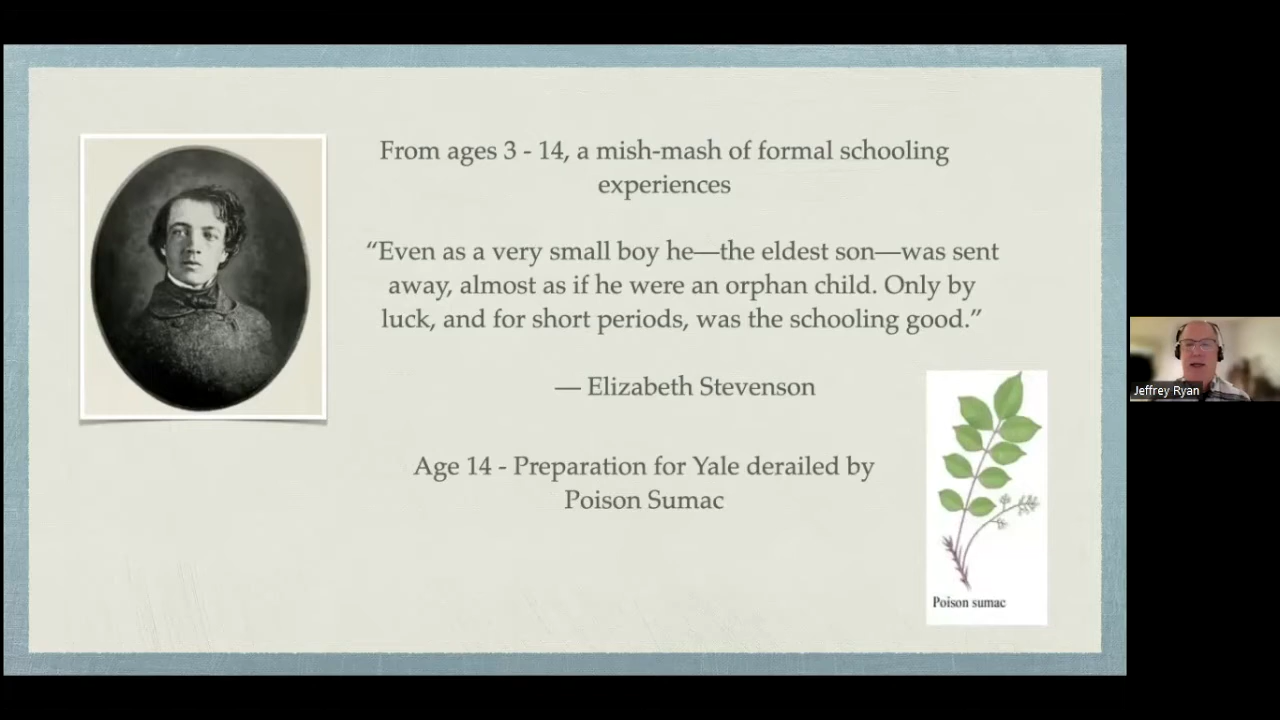 From ages 3 - 14, a mish-mash of formal schooling
experiences
“Even as a very small boy he—the eldest son—was sent
away, almost as if he were an orphan child. Only by
luck, and for short periods, was the schooling good.”
— Elizabeth Stevenson
Age 14 - Preparation for Yale derailed by
Poison Sumac
Poison sumac
Jeffrey Ryan